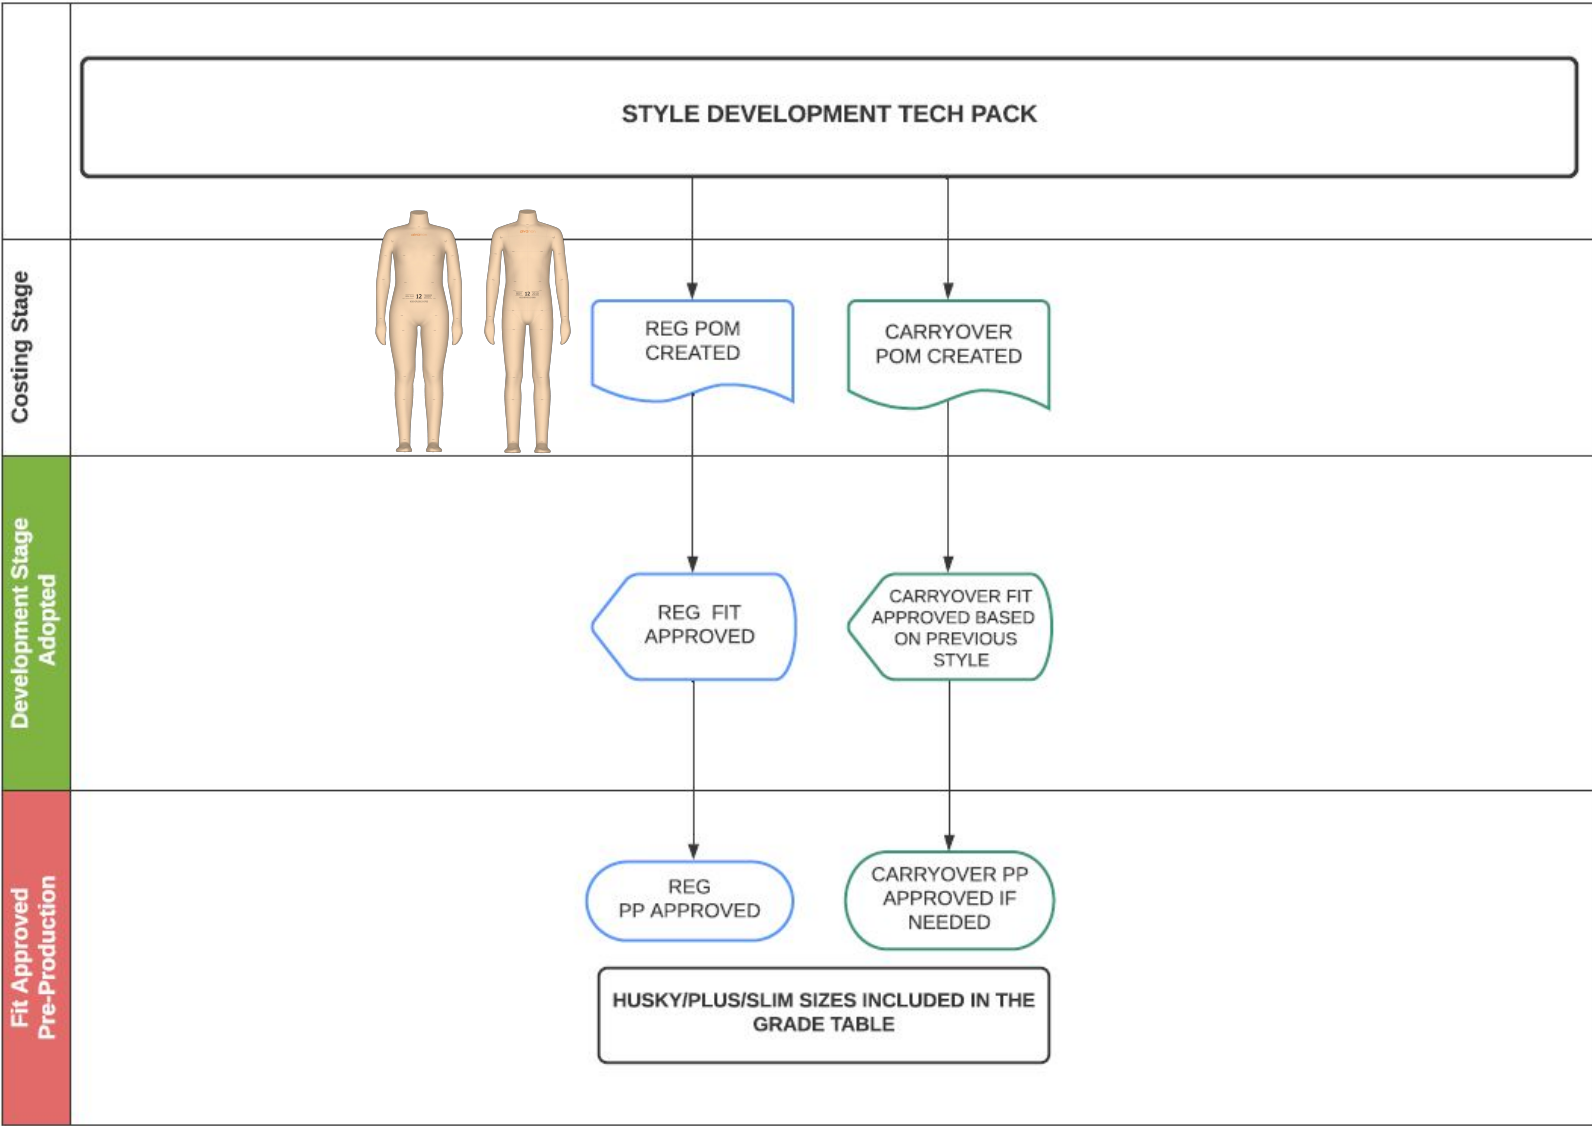 STYLE DEVELOPMENT TECH PACK
Costing Stage
12
12
REG POM
CREATED
CARRYOVER
POM CREATED
Development Stage
Adopted
REG FIT
APPROVED
CARRYOVER FIT
APPROVED BASED
ON PREVIOUS
STYLE
Fit Approved
Pre-Production
REG
PP APPROVED
CARRYOVER PP
APPROVED IF
NEEDED
HUSKY/PLUS/SLIM SIZES INCLUDED IN THE
GRADE TABLE